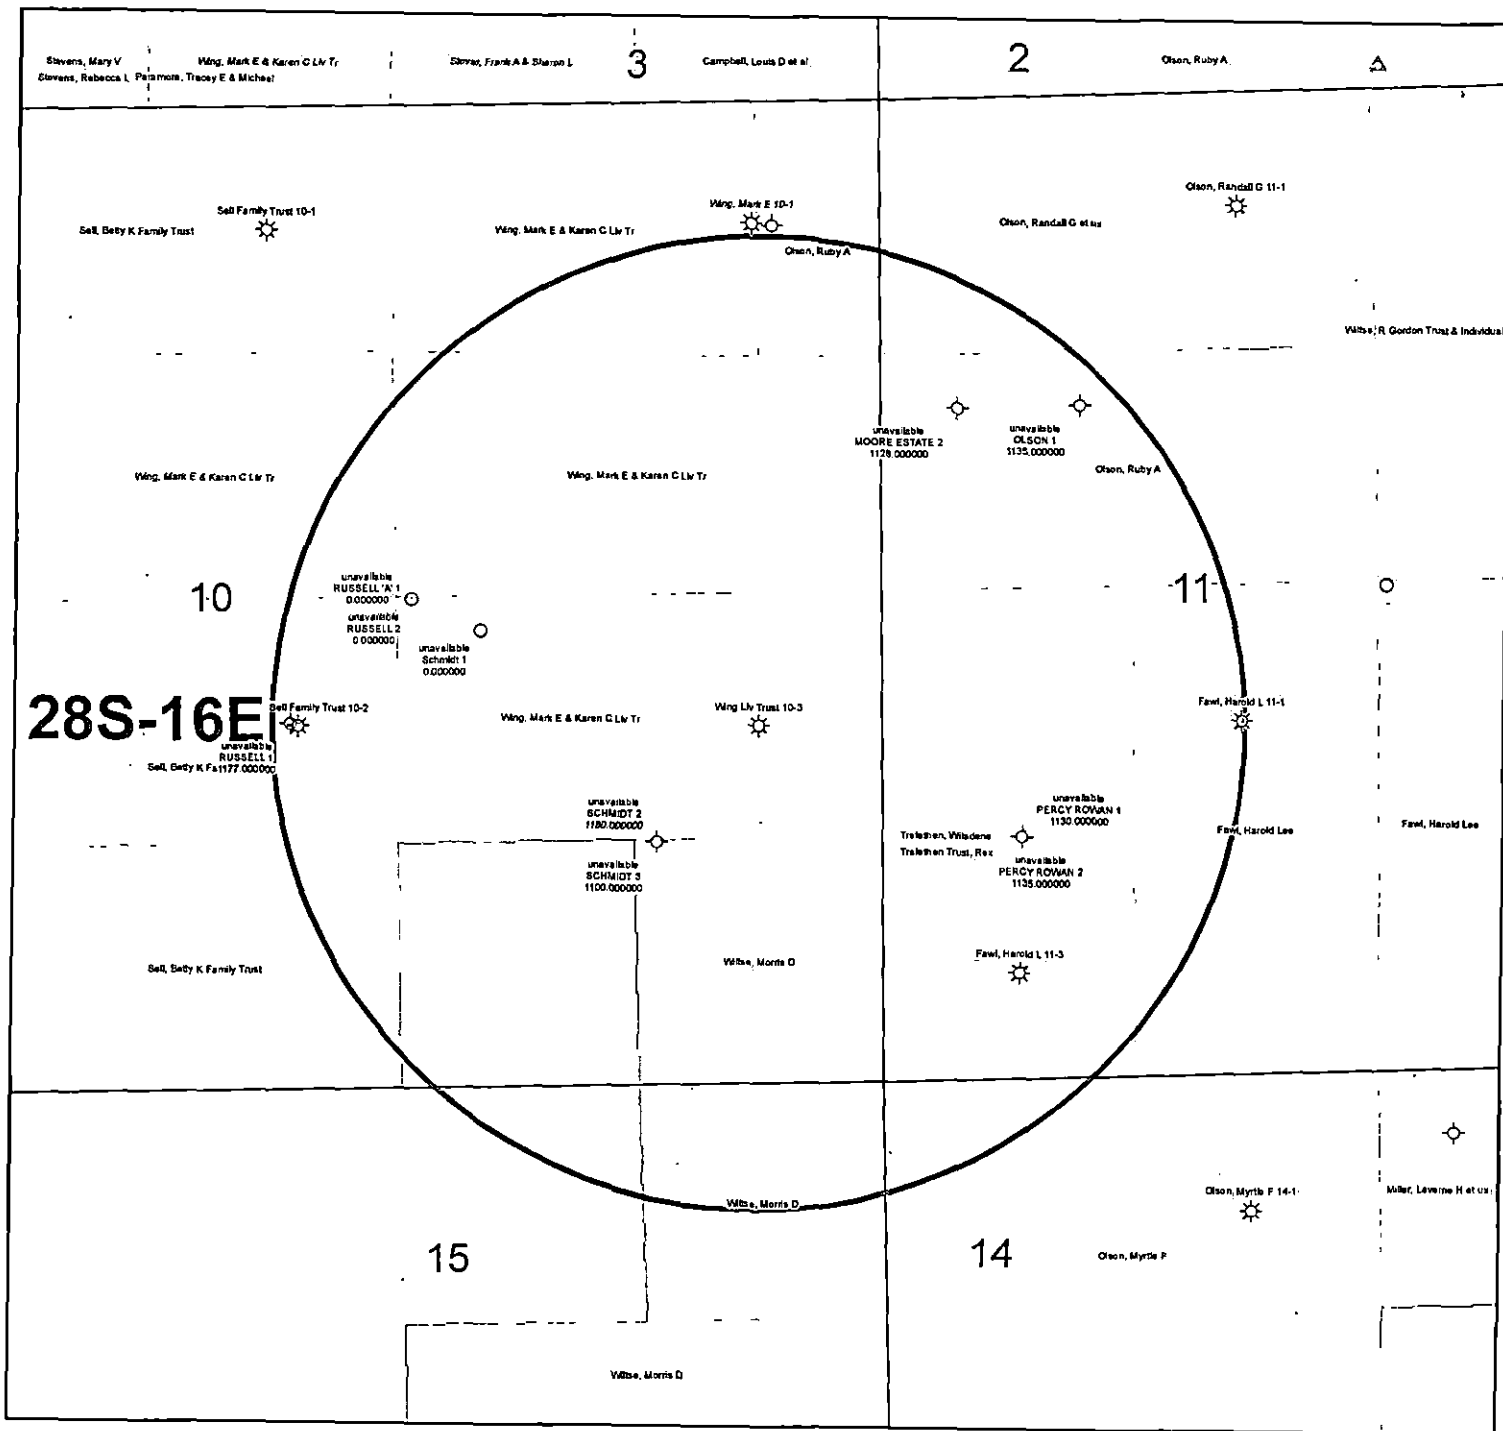 Stevens, Mary V
Stevens, Rebecca L
Wing, Mark E & Karen C Liv Tr
Paramore, Tracey E & Michael
Stover, Frank A & Sharon L
3
Campbell, Louis D et al
2
Olson, Ruby A
Sell Family Trust 10-1
Sell, Betty K Family Trust
Wing, Mark E & Karen C Liv Tr
Wing, Mark E 10-1
Olson, Ruby A
Olson, Randall G et ux
Olson, Randall G 11-1
Wiltse, R Gordon Trust & Individual
unavailable
MOORE ESTATE 2
1128.000000
unavailable
OLSON 1
1135.000000
Olson, Ruby A
Wing, Mark E & Karen C Liv Tr
Wing, Mark E & Karen C Liv Tr
10
unavailable
RUSSELL 'A' 1
0.000000
unavailable
RUSSELL 2
0.000000
unavailable
Schmidt 1
0.000000
11
28S-16E
Sell Family Trust 10-2
unavailable
RUSSELL 1
1177.000000
Sell, Betty K Fa
Wing, Mark E & Karen C Liv Tr
Wing Liv Trust 10-3
Fawl, Harold L 11-1
unavailable
SCHMIDT 2
1180.000000
unavailable
SCHMIDT 3
1100.000000
unavailable
PERCY ROWAN 1
1130.000000
Trust, Rex
unavailable
PERCY ROWAN 2
1135.000000
Fawl, Harold Lee
Fawl, Harold Lee
Sell, Betty K Family Trust
Wiltse, Morris D
Fawl, Harold L 11-3
Wiltse, Morris D
15
14
Olson, Myrtle F 14-1
Miller, Laverne H et ux
Olson, Myrtle F
Wiltse, Morris D